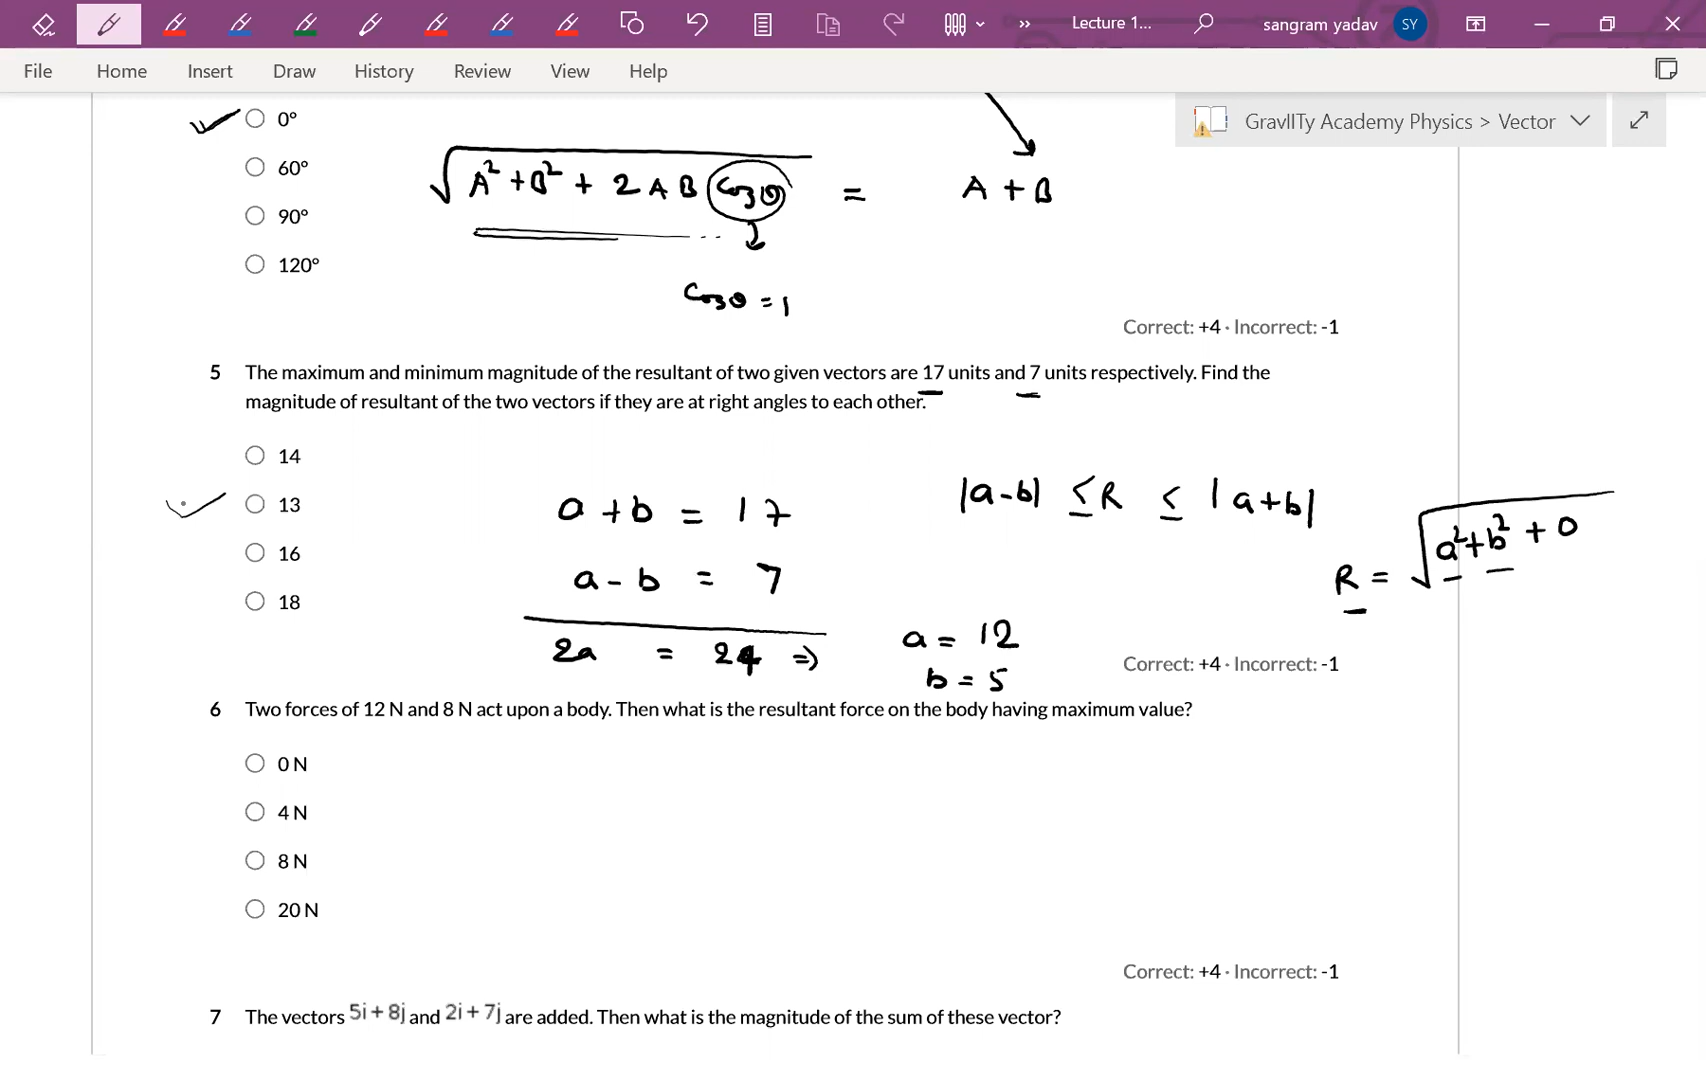 Lecture 1...
sangram yadav
SY
File Home Insert Draw History Review View Help
GravIITy Academy Physics > Vector
0°
60°
90°
120°
√A²+B²+2AB Cosθ = A+B
Cosθ = 1
Correct: +4 · Incorrect: -1
5 The maximum and minimum magnitude of the resultant of two given vectors are 17 units and 7 units respectively. Find the
magnitude of resultant of the two vectors if they are at right angles to each other.
14
13
16
18
a + b = 17
a - b = 7
2a = 24 ⇒
a = 12
b = 5
|a-b| ≤ R ≤ |a+b|
R = √a²+b²+0
Correct: +4 · Incorrect: -1
6 Two forces of 12 N and 8 N act upon a body. Then what is the resultant force on the body having maximum value?
0 N
4 N
8 N
20 N
Correct: +4 · Incorrect: -1
7 The vectors 5i + 8j and 2i + 7j are added. Then what is the magnitude of the sum of these vector?